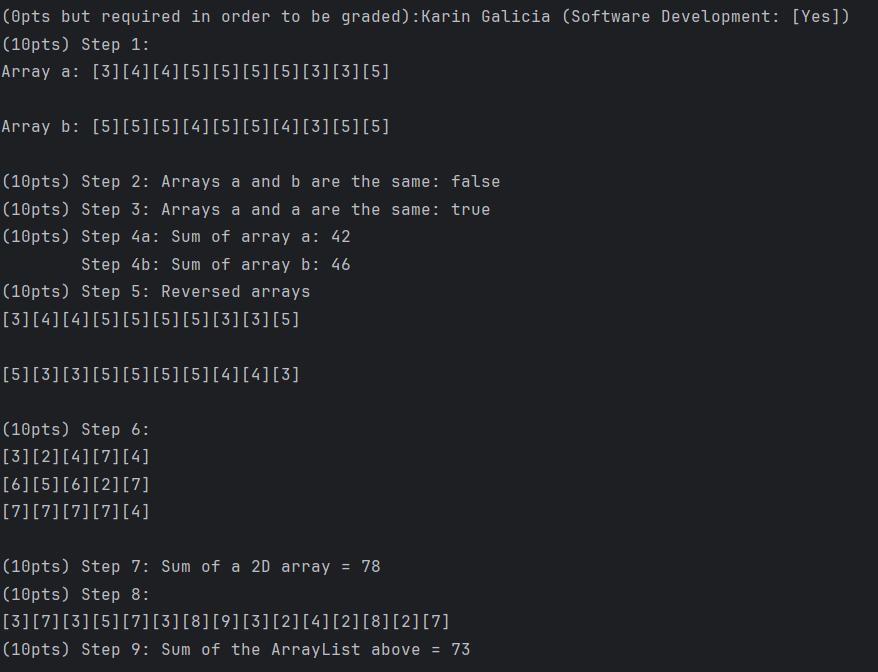 (0pts but required in order to be graded):Karin Galicia (Software Development: [Yes])
(10pts) Step 1:
Array a: [3][4][4][5][5][5][5][3][3][5]
Array b: [5][5][5][4][5][5][4][3][5][5]
(10pts) Step 2: Arrays a and b are the same: false
(10pts) Step 3: Arrays a and a are the same: true
(10pts) Step 4a: Sum of array a: 42
Step 4b: Sum of array b: 46
(10pts) Step 5: Reversed arrays
[3][4][4][5][5][5][5][3][3][5]
[5][3][3][5][5][5][5][4][4][3]
(10pts) Step 6:
[3][2][4][7][4]
[6][5][6][2][7]
[7][7][7][7][4]
(10pts) Step 7: Sum of a 2D array = 78
(10pts) Step 8:
[3][7][3][5][7][3][8][9][3][2][4][2][8][2][7]
(10pts) Step 9: Sum of the ArrayList above = 73